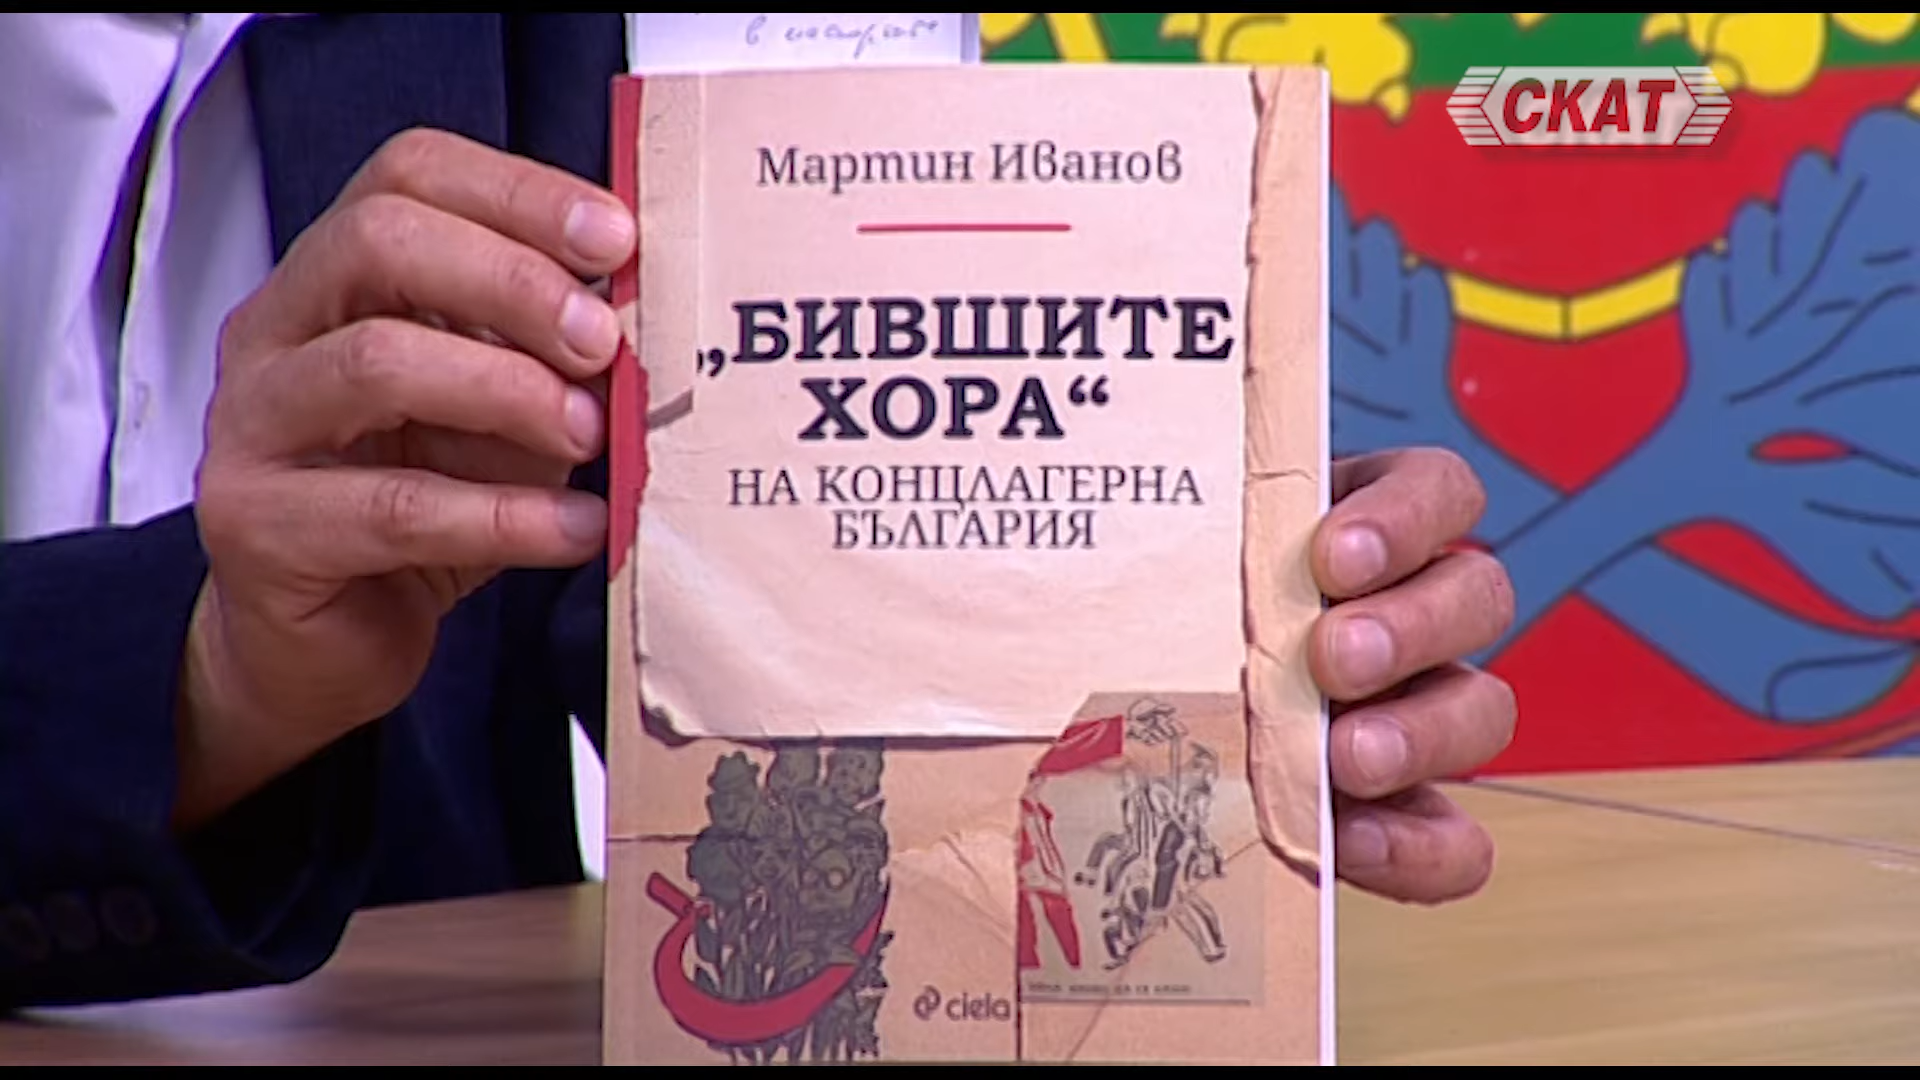 СКАТ
Мартин Иванов
„БИВШИТЕ
ХОРА“
НА КОНЦЛАГЕРНА
БЪЛГАРИЯ
ciela